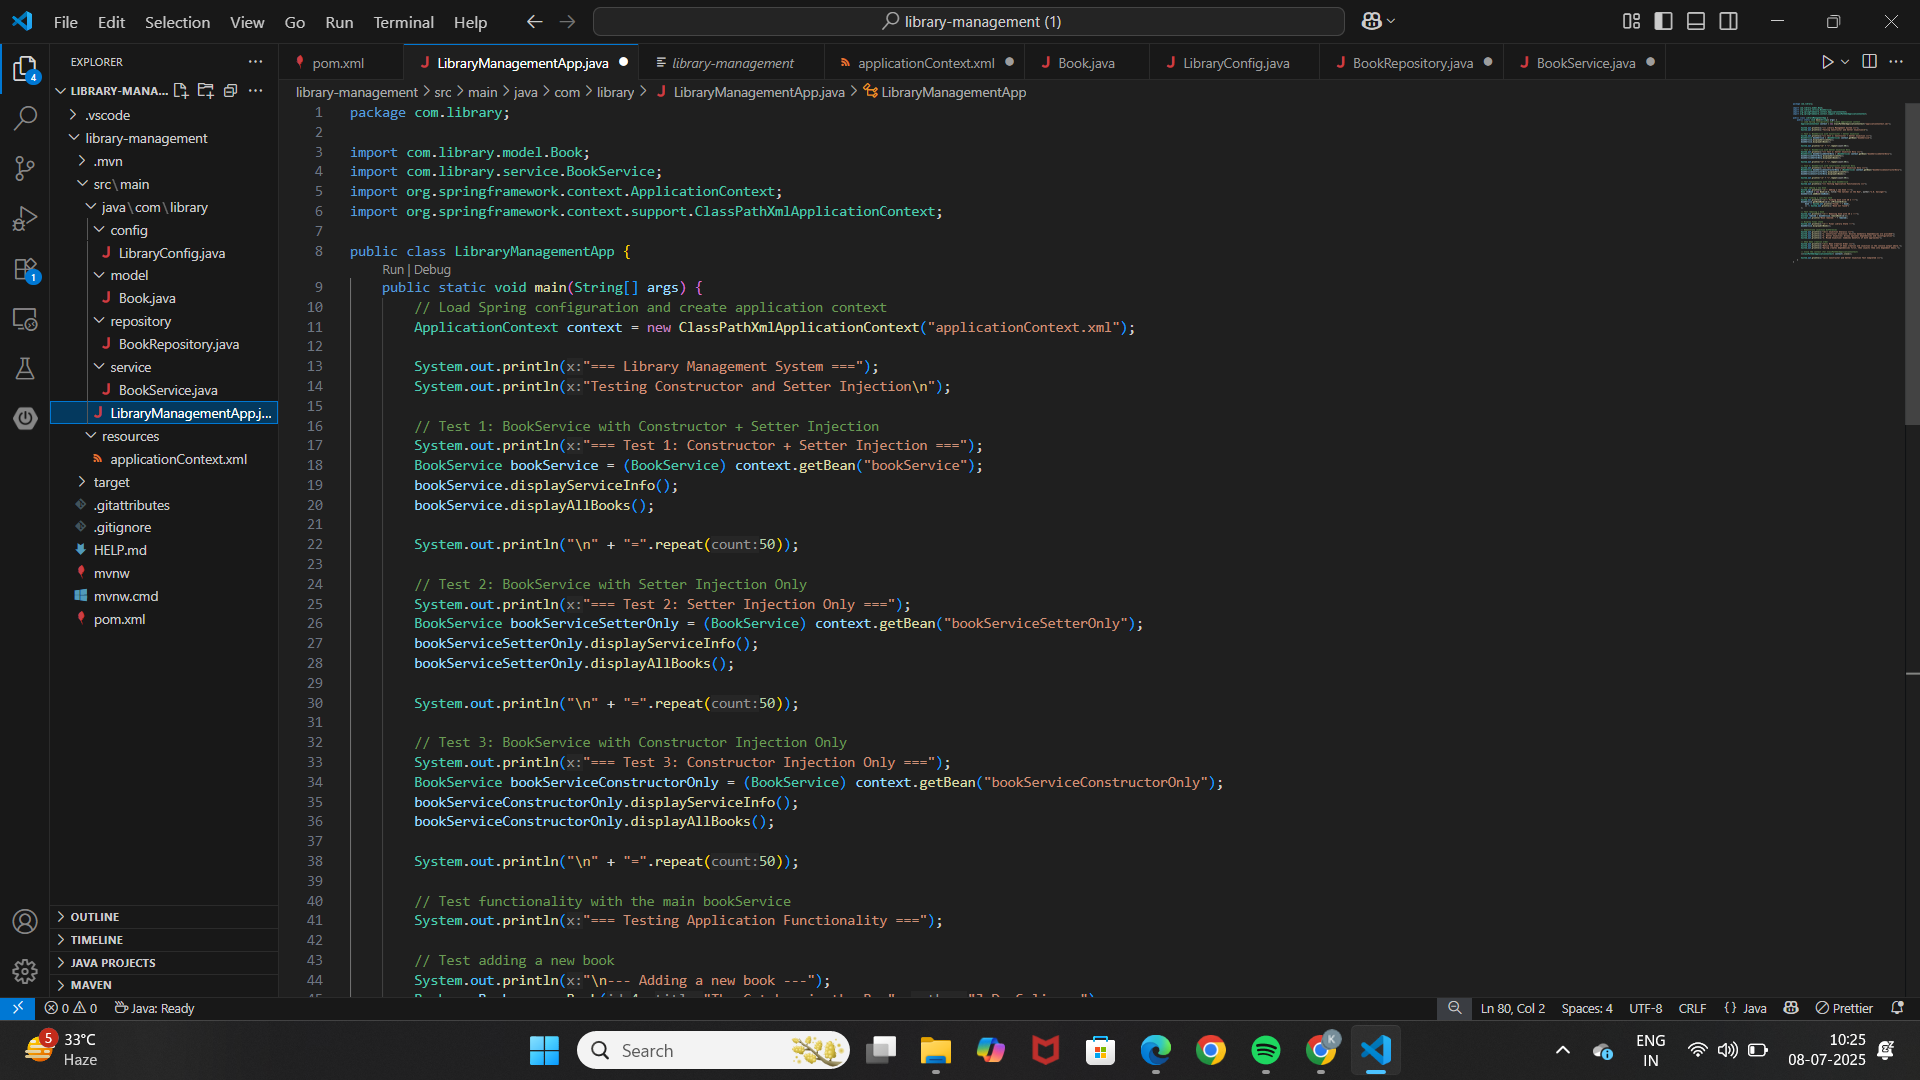 File Edit Selection View Go Run Terminal Help
library-management (1)
EXPLORER
LIBRARY-MANA...
.vscode
library-management
.mvn
src\main
java\com\library
config
LibraryConfig.java
model
Book.java
repository
BookRepository.java
service
BookService.java
LibraryManagementApp.j...
resources
applicationContext.xml
target
.gitattributes
.gitignore
HELP.md
mvnw
mvnw.cmd
pom.xml
OUTLINE
TIMELINE
JAVA PROJECTS
MAVEN
4
1
pom.xml LibraryManagementApp.java library-management applicationContext.xml Book.java LibraryConfig.java BookRepository.java BookService.java
library-management > src > main > java > com > library > LibraryManagementApp.java > LibraryManagementApp
1 package com.library;
2
3 import com.library.model.Book;
4 import com.library.service.BookService;
5 import org.springframework.context.ApplicationContext;
6 import org.springframework.context.support.ClassPathXmlApplicationContext;
7
8 public class LibraryManagementApp {
Run | Debug
9 public static void main(String[] args) {
10 // Load Spring configuration and create application context
11 ApplicationContext context = new ClassPathXmlApplicationContext("applicationContext.xml");
12
13 System.out.println(x:"=== Library Management System ===");
14 System.out.println(x:"Testing Constructor and Setter Injection\n");
15
16 // Test 1: BookService with Constructor + Setter Injection
17 System.out.println(x:"=== Test 1: Constructor + Setter Injection ===");
18 BookService bookService = (BookService) context.getBean("bookService");
19 bookService.displayServiceInfo();
20 bookService.displayAllBooks();
21
22 System.out.println("\n" + "=".repeat(count:50));
23
24 // Test 2: BookService with Setter Injection Only
25 System.out.println(x:"=== Test 2: Setter Injection Only ===");
26 BookService bookServiceSetterOnly = (BookService) context.getBean("bookServiceSetterOnly");
27 bookServiceSetterOnly.displayServiceInfo();
28 bookServiceSetterOnly.displayAllBooks();
29
30 System.out.println("\n" + "=".repeat(count:50));
31
32 // Test 3: BookService with Constructor Injection Only
33 System.out.println(x:"=== Test 3: Constructor Injection Only ===");
34 BookService bookServiceConstructorOnly = (BookService) context.getBean("bookServiceConstructorOnly");
35 bookServiceConstructorOnly.displayServiceInfo();
36 bookServiceConstructorOnly.displayAllBooks();
37
38 System.out.println("\n" + "=".repeat(count:50));
39
40 // Test functionality with the main bookService
41 System.out.println(x:"=== Testing Application Functionality ===");
42
43 // Test adding a new book
44 System.out.println(x:"\n--- Adding a new book ---");
0 0 Java: Ready
Ln 80, Col 2 Spaces: 4 UTF-8 CRLF {} Java Prettier
5
33°C
Haze
Search
K
ENG
IN
10:25
08-07-2025